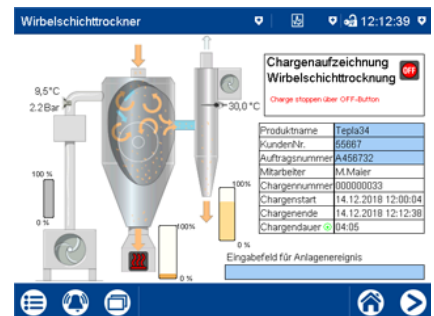 Wirbelschichttrockner
12:12:39
9,5°C
2.2Bar
30,0 °C
100 %
0 %
100%
0 %
100%
0 %
Chargenaufzeichnung
Wirbelschichttrocknung
OFF
Charge stoppen über OFF-Button
Produktname Tepla34
KundenNr. 55667
Auftragsnummer A456732
Mitarbeiter M.Maier
Chargennummer 000000033
Chargenstart 14.12.2018 12:00:04
Chargenende 14.12.2018 12:12:38
Chargendauer 04:05
Eingabefeld für Anlagenereignis